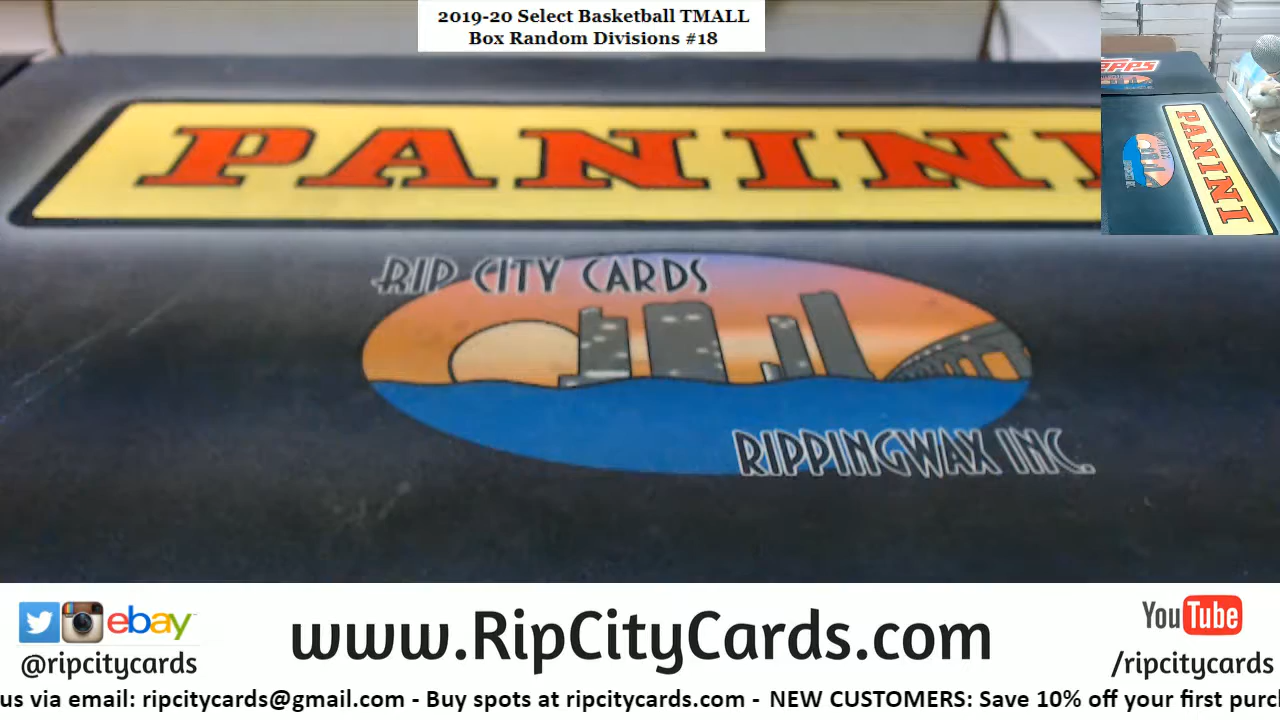 2019-20 Select Basketball TMALL
Box Random Divisions #18
PANINI
RIP CITY CARDS
RIPPINGWAX INC.
PANINI
ebay
@ripcitycards
www.RipCityCards.com
YouTube
/ripcitycards
us via email: ripcitycards@gmail.com - Buy spots at ripcitycards.com - NEW CUSTOMERS: Save 10% off your first purc